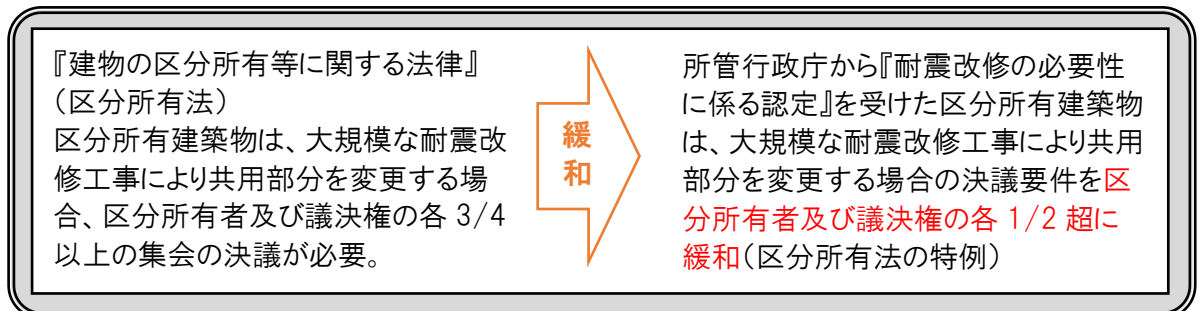 『建物の区分所有等に関する法律』
（区分所有法）
区分所有建築物は、大規模な耐震改
修工事により共用部分を変更する場
合、区分所有者及び議決権の各 3/4
以上の集会の決議が必要。
緩
和
所管行政庁から『耐震改修の必要性
に係る認定』を受けた区分所有建築物
は、大規模な耐震改修工事により共用
部分を変更する場合の決議要件を区
分所有者及び議決権の各 1/2 超に
緩和（区分所有法の特例）